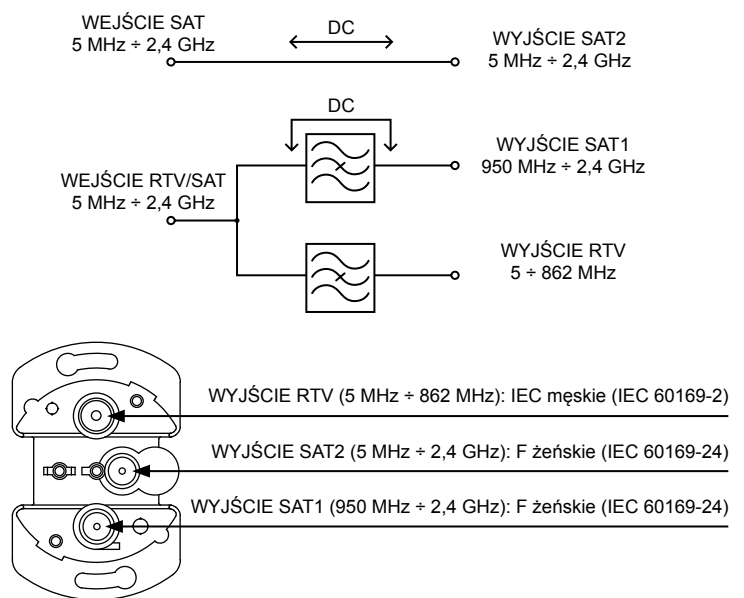 WEJŚCIE SAT
5 MHz ÷ 2,4 GHz
DC
WYJŚCIE SAT2
5 MHz ÷ 2,4 GHz
DC
WYJŚCIE SAT1
950 MHz ÷ 2,4 GHz
WEJŚCIE RTV/SAT
5 MHz ÷ 2,4 GHz
WYJŚCIE RTV
5 ÷ 862 MHz
WYJŚCIE RTV (5 MHz ÷ 862 MHz): IEC męskie (IEC 60169-2)
WYJŚCIE SAT2 (5 MHz ÷ 2,4 GHz): F żeńskie (IEC 60169-24)
WYJŚCIE SAT1 (950 MHz ÷ 2,4 GHz): F żeńskie (IEC 60169-24)